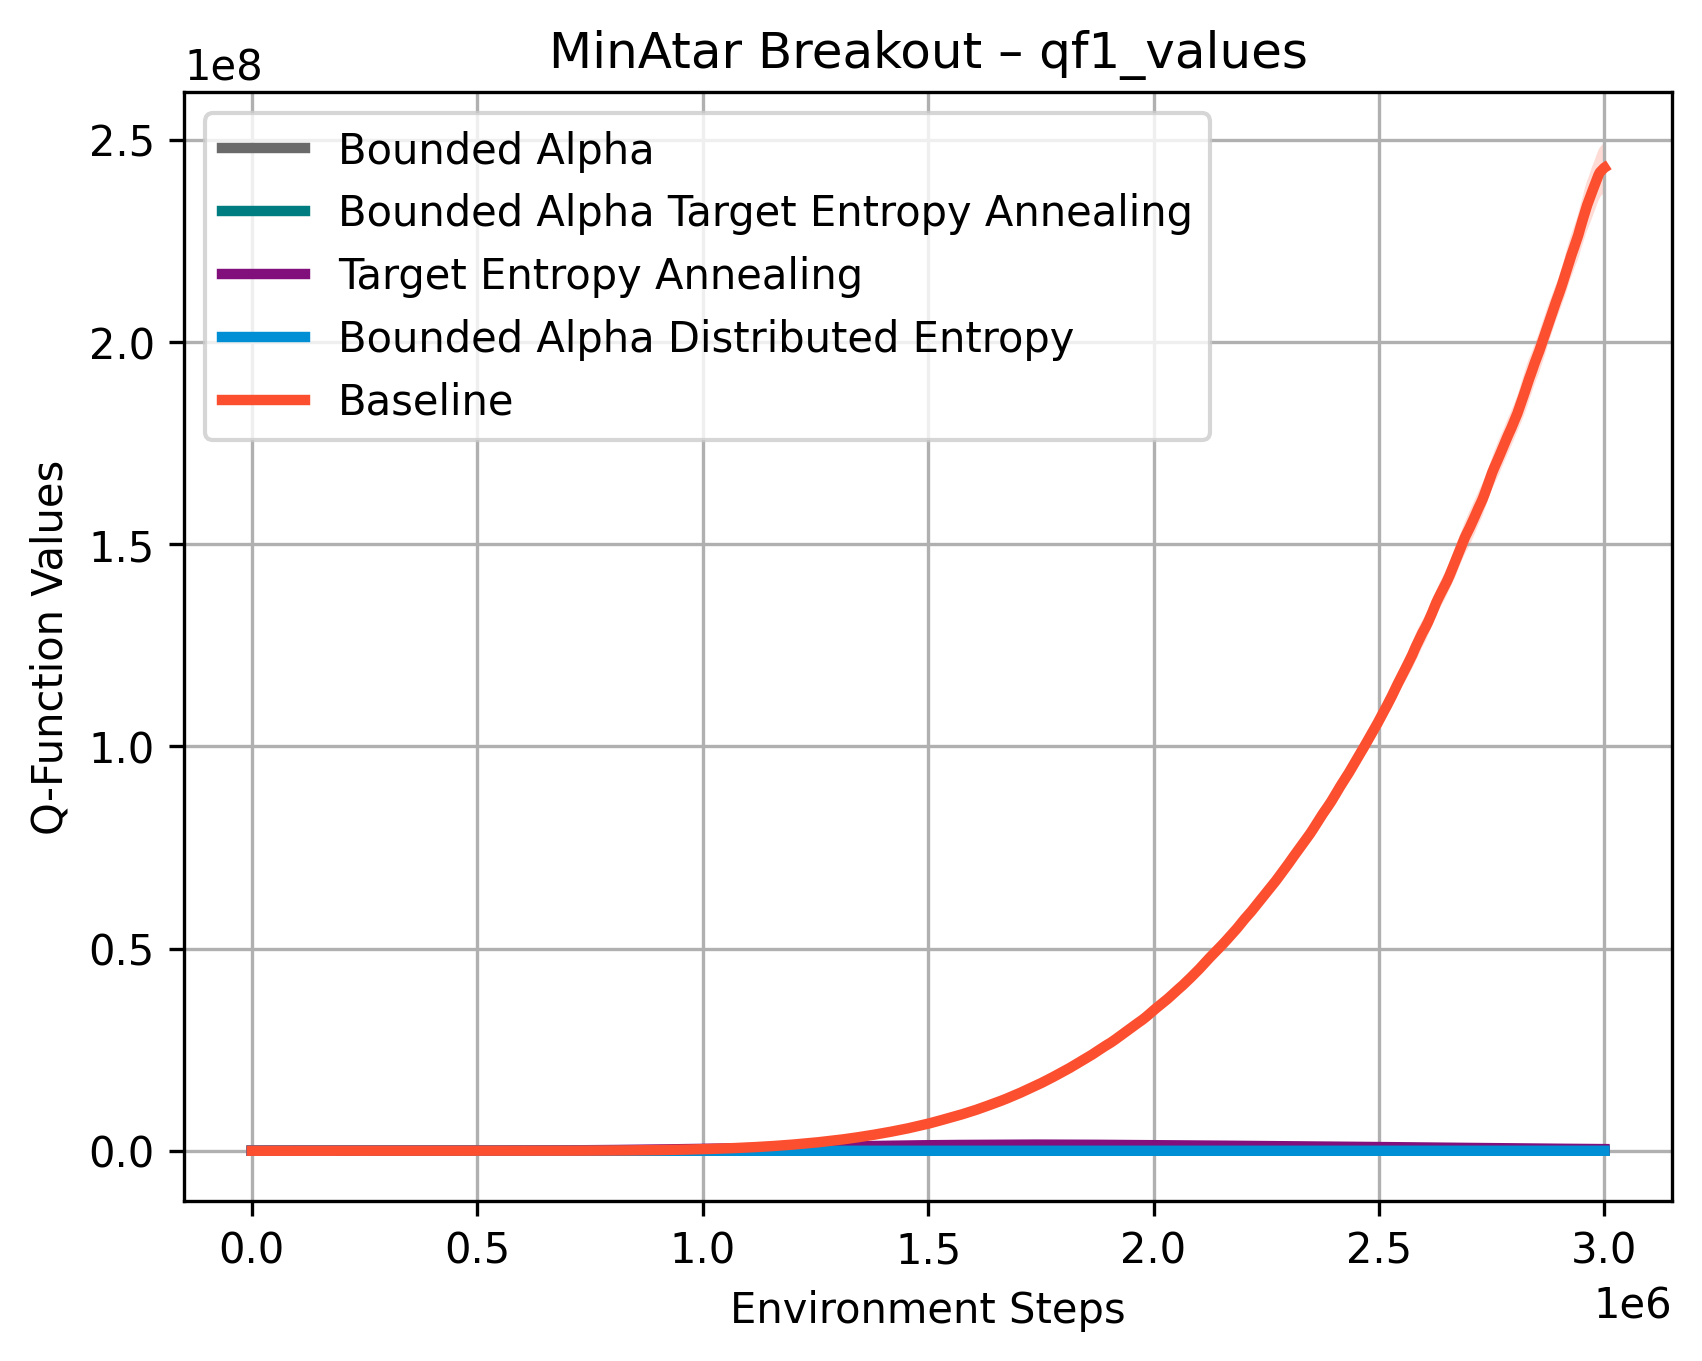 MinAtar Breakout – qf1_values
1e8
2.5
2.0
1.5
1.0
0.5
0.0
Q-Function Values
Bounded Alpha
Bounded Alpha Target Entropy Annealing
Target Entropy Annealing
Bounded Alpha Distributed Entropy
Baseline
0.0 0.5 1.0 1.5 2.0 2.5 3.0
1e6
Environment Steps